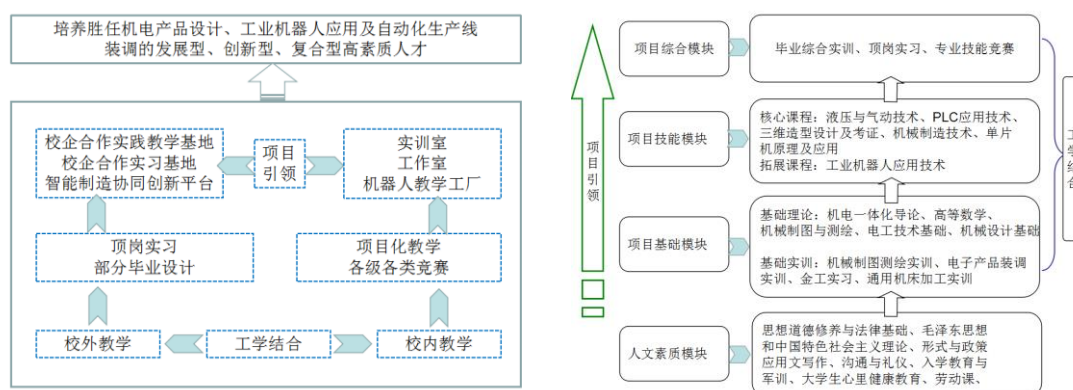 培养胜任机电产品设计、工业机器人应用及自动化生产线
装调的发展型、创新型、复合型高素质人才
校企合作实践教学基地
校企合作实习基地
智能制造协同创新平台
项目
引领
实训室
工作室
机器人教学工厂
顶岗实习
部分毕业设计
项目化教学
各级各类竞赛
校外教学
工学结合
校内教学
项目引领
项目综合模块
毕业综合实训、顶岗实习、专业技能竞赛
项目技能模块
核心课程：液压与气动技术、PLC应用技术、
三维造型设计及考证、机械制造技术、单片
机原理及应用
拓展课程：工业机器人应用技术
项目基础模块
基础理论：机电一体化导论、高等数学、
机械制图与测绘、电工技术基础、机械设计基础
基础实训：机械制图测绘实训、电子产品装调
实训、金工实习、通用机床加工实训
人文素质模块
思想道德修养与法律基础、毛泽东思想
和中国特色社会主义理论、形式与政策
应用文写作、沟通与礼仪、入学教育与
军训、大学生心里健康教育、劳动课、
工学结合